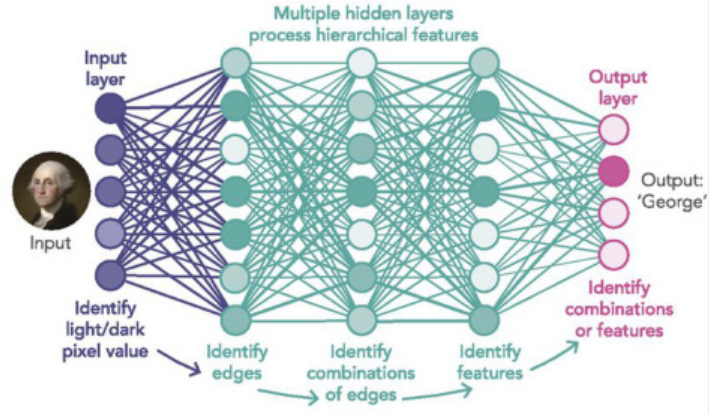 Multiple hidden layers
process hierarchical features
Input
layer
Output
layer
Input
Output:
'George'
Identify
light/dark
pixel value
Identify
edges
Identify
combinations
of edges
Identify
features
Identify
combinations
or features